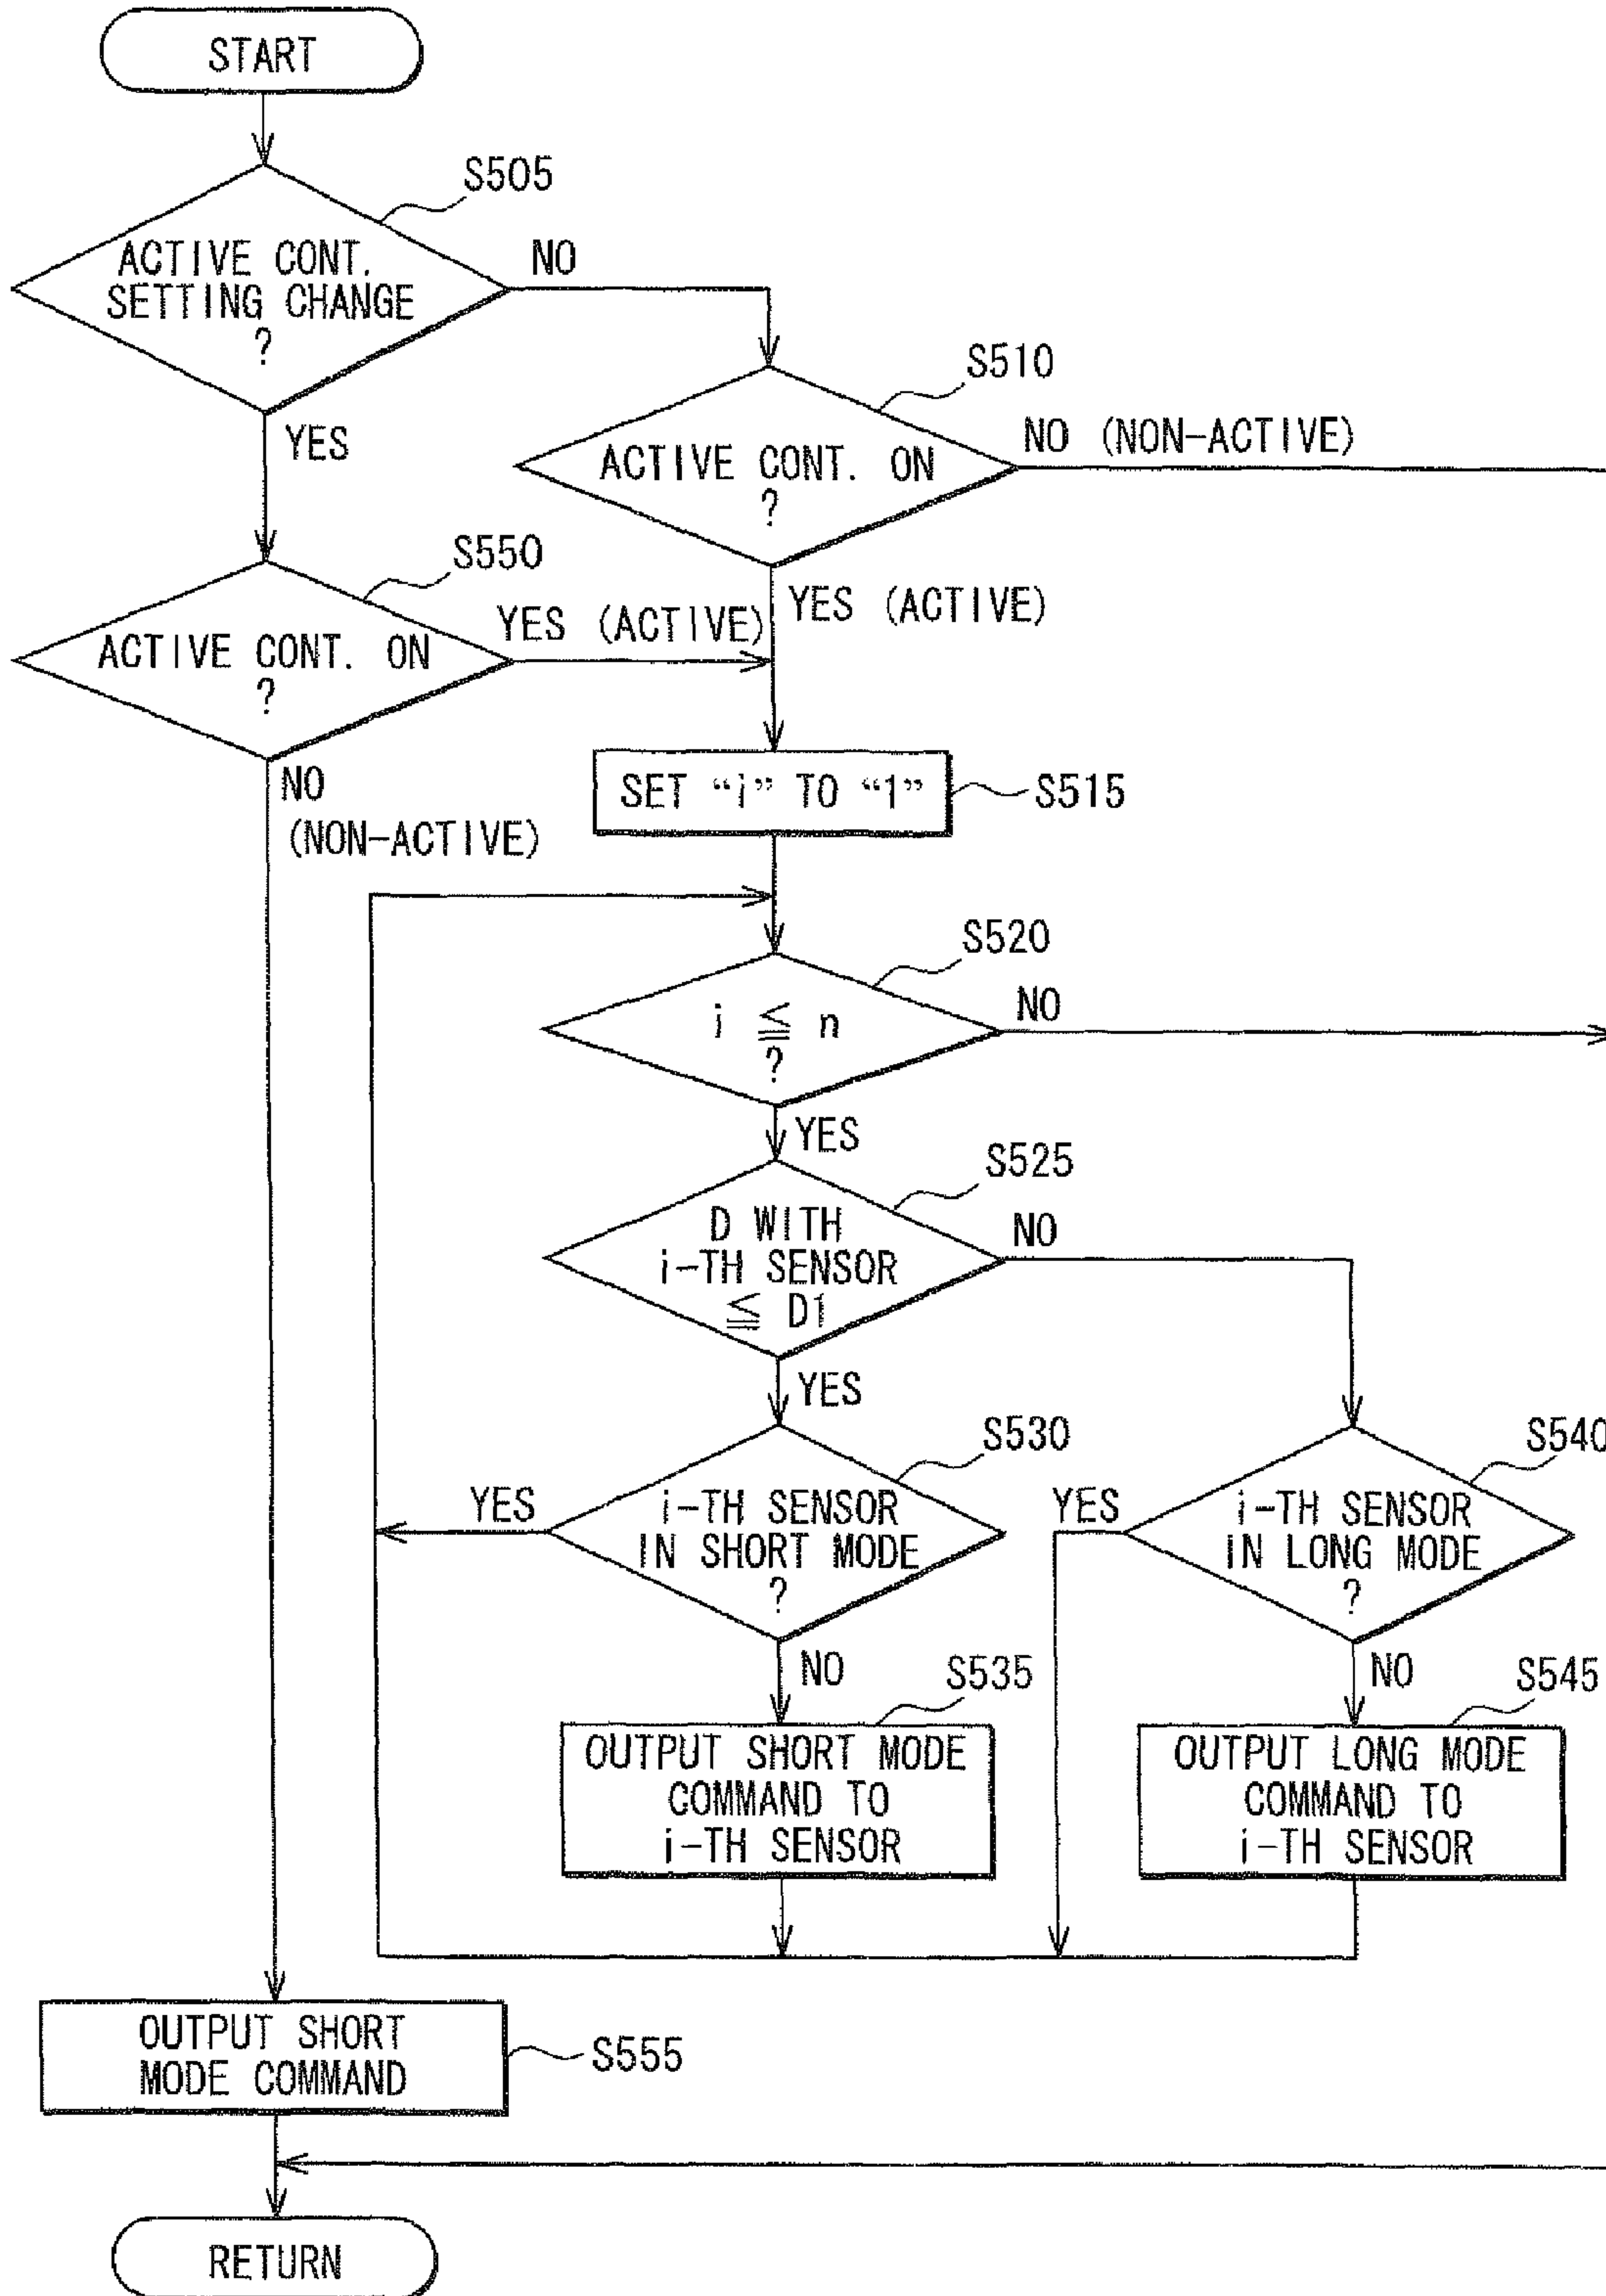 START
S505
ACTIVE CONT.
SETTING CHANGE
?
NO
YES
S510
ACTIVE CONT. ON
?
NO (NON-ACTIVE)
YES (ACTIVE)
S550
ACTIVE CONT. ON
?
YES (ACTIVE)
NO
(NON-ACTIVE)
SET “i” TO “1”
S515
S520
i ≦ n
?
NO
YES
S525
D WITH
i-TH SENSOR
≦ D1
NO
YES
S530
i-TH SENSOR
IN SHORT MODE
?
YES
NO
S540
i-TH SENSOR
IN LONG MODE
?
YES
NO
S535
OUTPUT SHORT MODE
COMMAND TO
i-TH SENSOR
S545
OUTPUT LONG MODE
COMMAND TO
i-TH SENSOR
OUTPUT SHORT
MODE COMMAND
S555
RETURN